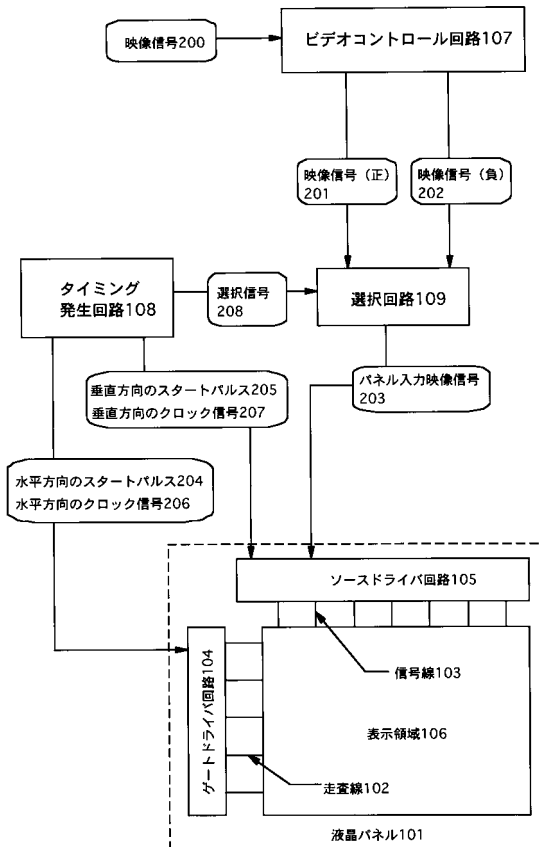 映像信号200
ビデオコントロール回路107
映像信号(正)
201
映像信号(負)
202
タイミング
発生回路108
選択信号
208
選択回路109
垂直方向のスタートパルス205
垂直方向のクロック信号207
パネル入力映像信号
203
水平方向のスタートパルス204
水平方向のクロック信号206
ソースドライバ回路105
ゲートドライバ回路104
信号線103
表示領域106
走査線102
液晶パネル101